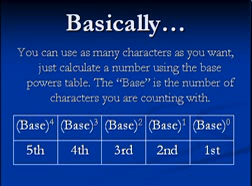 Basically…
You can use as many characters as you want,
just calculate a number using the base
powers table. The “Base” is the number of
characters you are counting with.
(Base)⁴ (Base)³ (Base)² (Base)¹ (Base)⁰
5th 4th 3rd 2nd 1st